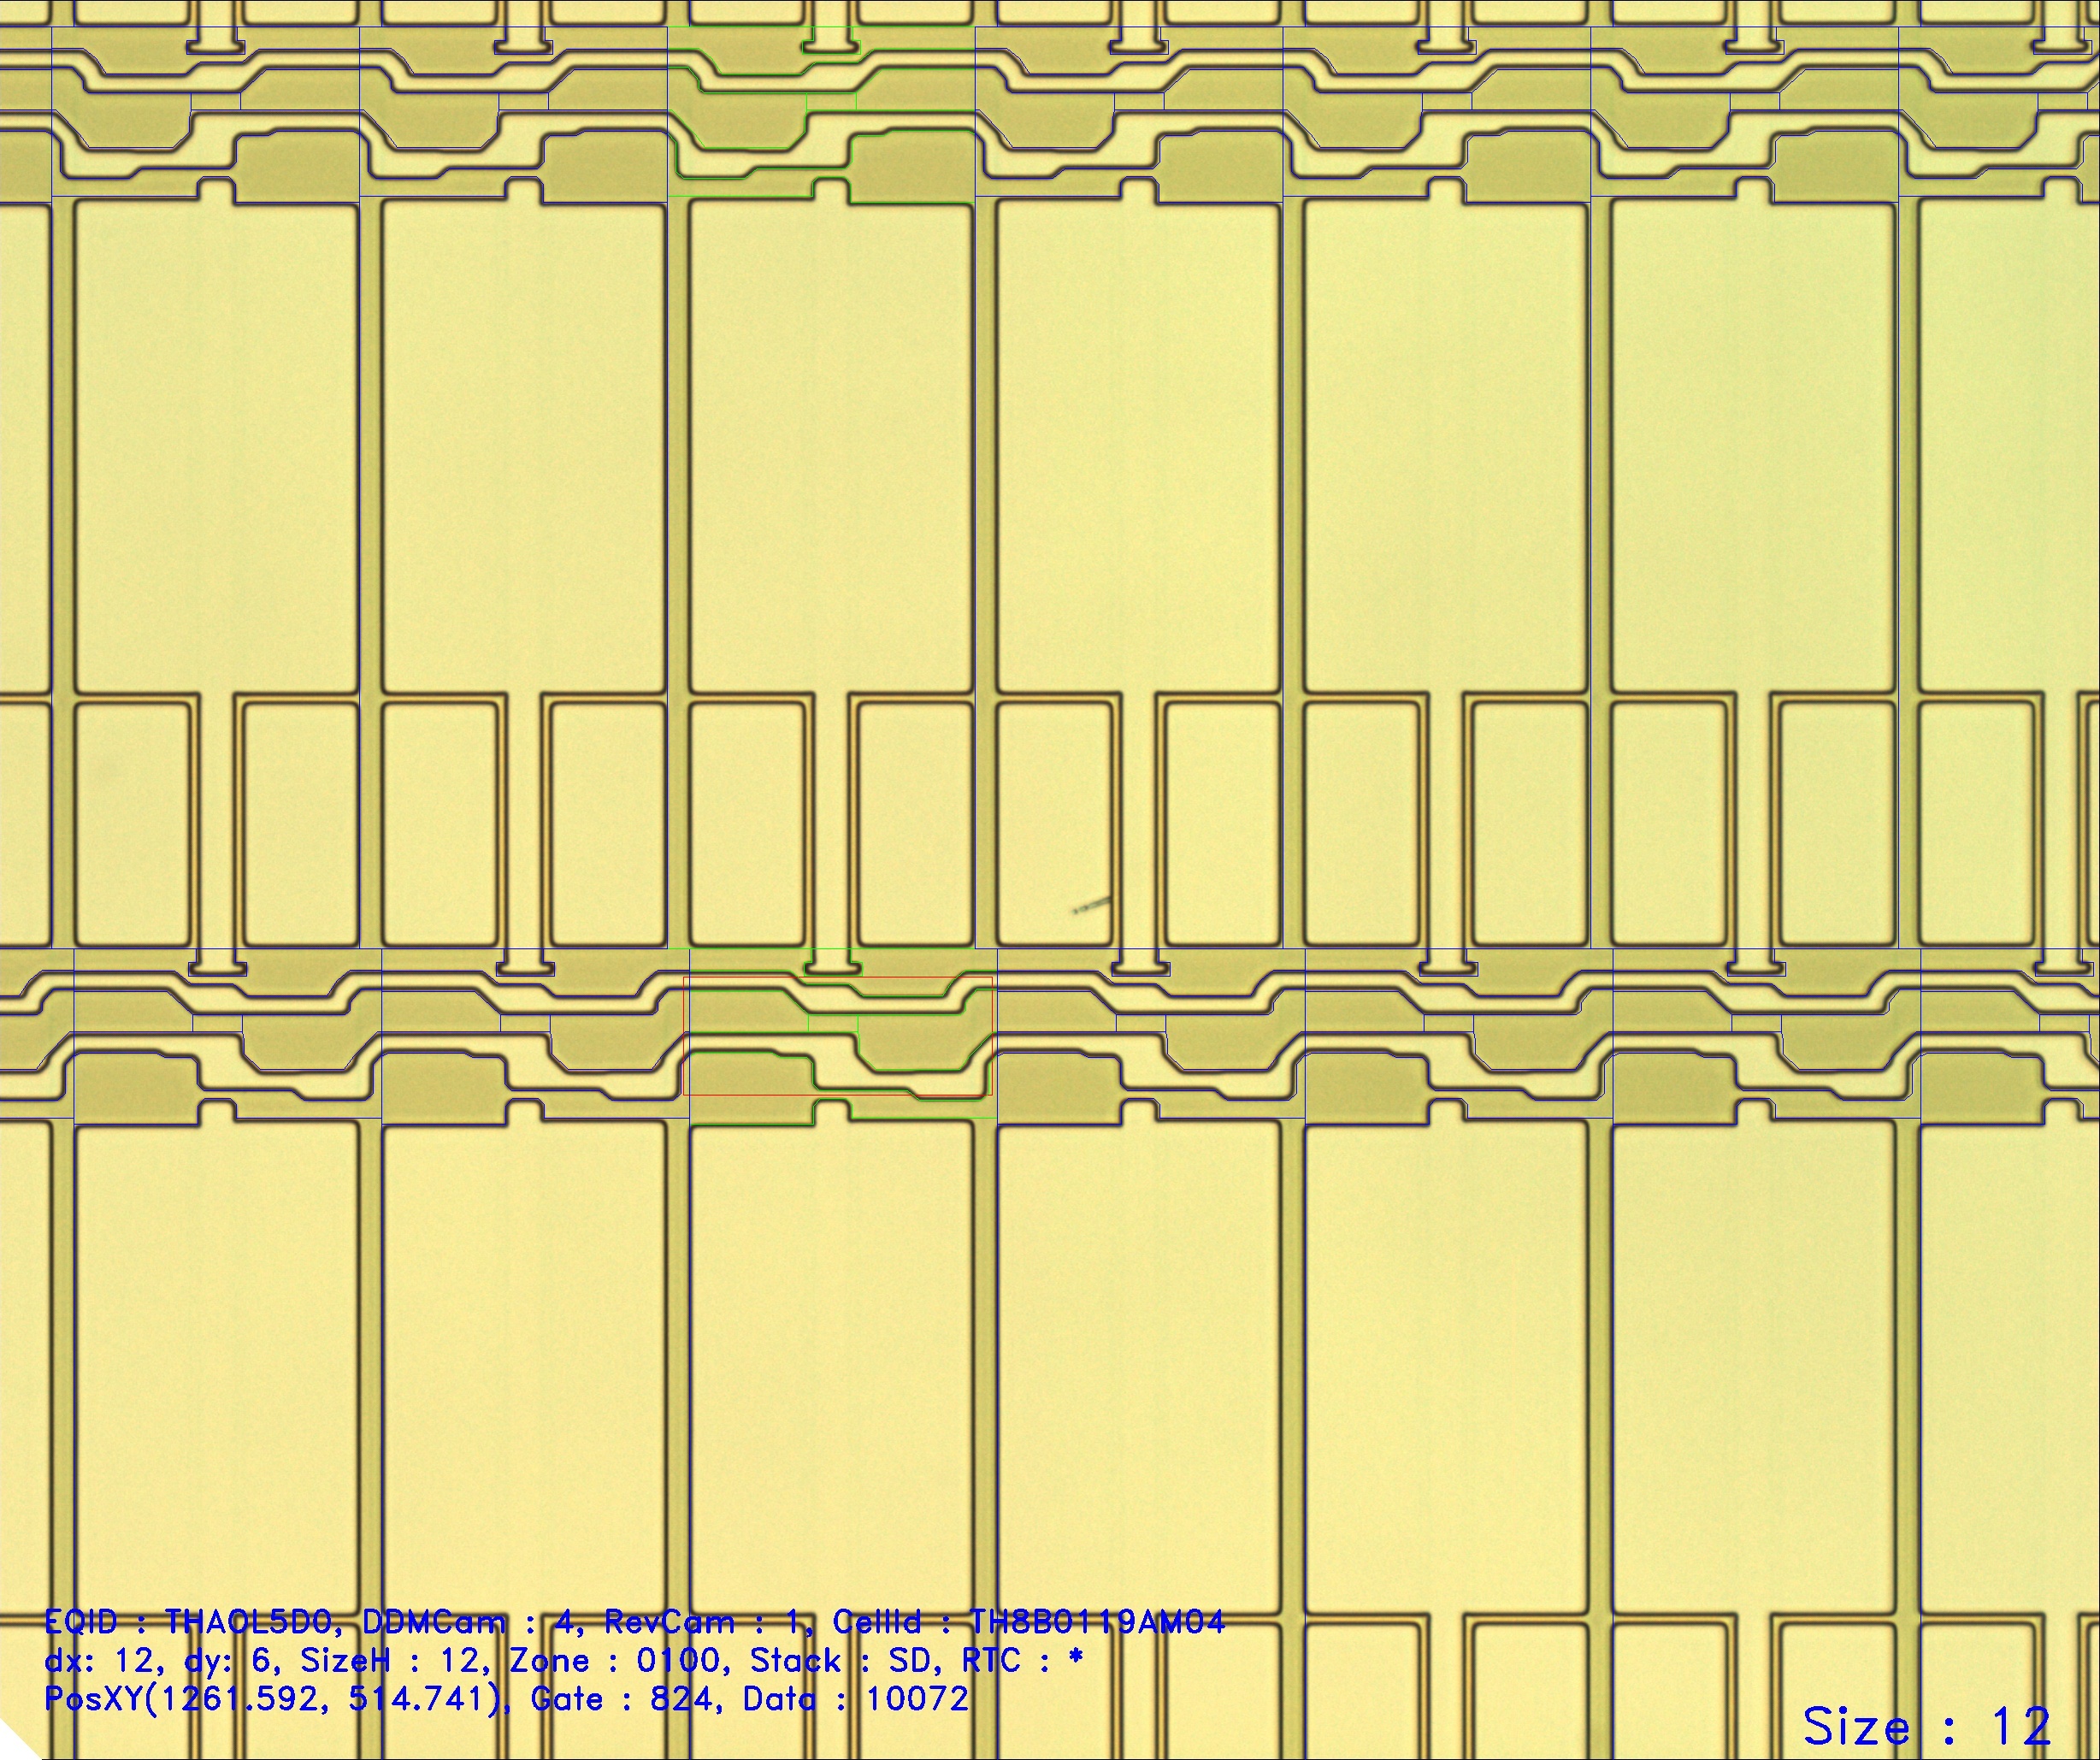 EQID : THAOL5D0, DDMCam : 4, RevCam : 1, CellId : TH8B0119AM04
dx: 12, dy: 6, SizeH : 12, Zone : 0100, Stack : SD, RTC : *
PosXY(1261.592, 514.741), Gate : 824, Data : 10072
Size : 12